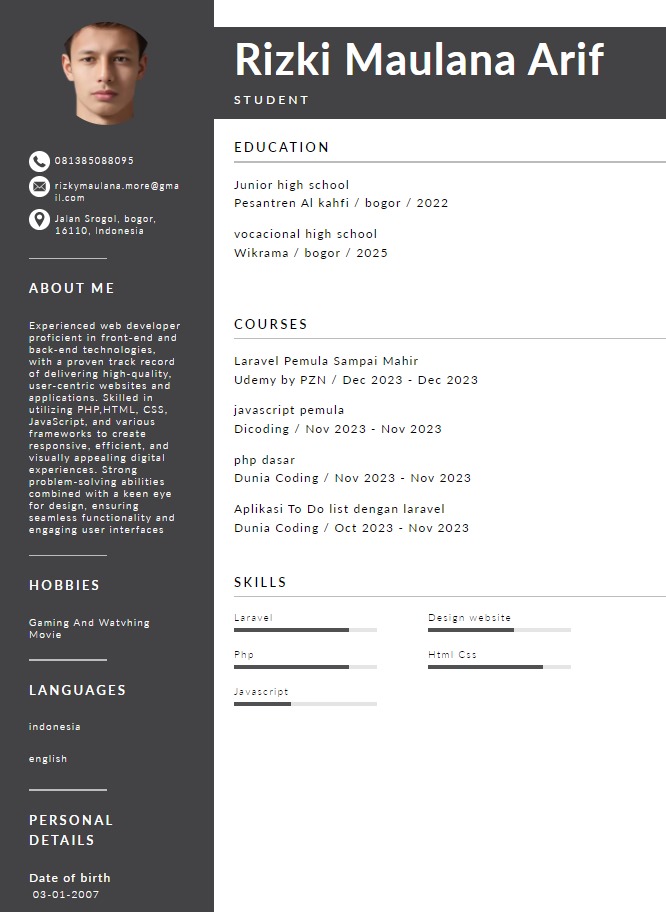 Rizki Maulana Arif
STUDENT
081385088095
rizkymaulana.more@gma
il.com
Jalan Srogol, bogor,
16110, Indonesia
ABOUT ME
Experienced web developer
proficient in front-end and
back-end technologies,
with a proven track record
of delivering high-quality,
user-centric websites and
applications. Skilled in
utilizing PHP,HTML, CSS,
JavaScript, and various
frameworks to create
responsive, efficient, and
visually appealing digital
experiences. Strong
problem-solving abilities
combined with a keen eye
for design, ensuring
seamless functionality and
engaging user interfaces
HOBBIES
Gaming And Watvhing
Movie
LANGUAGES
indonesia
english
PERSONAL
DETAILS
Date of birth
03-01-2007
EDUCATION
Junior high school
Pesantren Al kahfi / bogor / 2022
vocacional high school
Wikrama / bogor / 2025
COURSES
Laravel Pemula Sampai Mahir
Udemy by PZN / Dec 2023 - Dec 2023
javascript pemula
Dicoding / Nov 2023 - Nov 2023
php dasar
Dunia Coding / Nov 2023 - Nov 2023
Aplikasi To Do list dengan laravel
Dunia Coding / Oct 2023 - Nov 2023
SKILLS
Laravel
Design website
Php
Html Css
Javascript